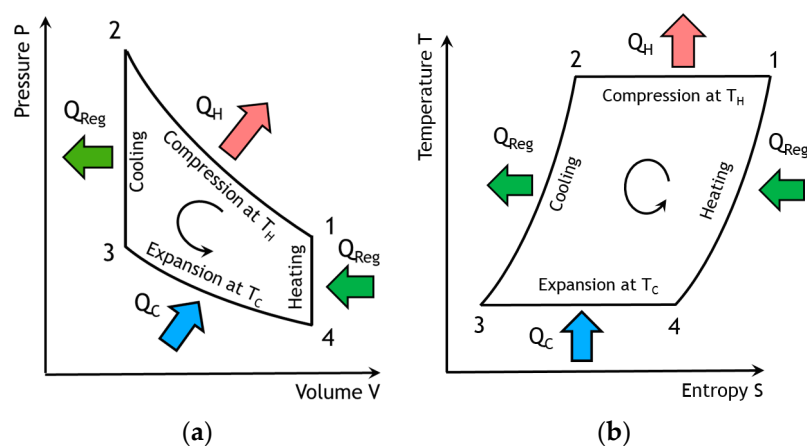 Pressure P
2
Q_H
Q_Reg
Cooling
Compression at T_H
1
Q_Reg
3
Expansion at T_C
Heating
Q_C
4
Volume V
(a)
Temperature T
Q_H
2
1
Compression at T_H
Q_Reg
Q_Reg
Cooling
Heating
Expansion at T_C
3
4
Q_C
Entropy S
(b)